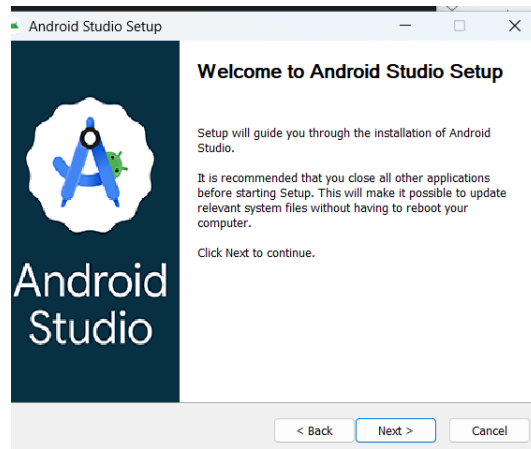 Android Studio Setup
Welcome to Android Studio Setup
Setup will guide you through the installation of Android
Studio.
It is recommended that you close all other applications
before starting Setup. This will make it possible to update
relevant system files without having to reboot your
computer.
Click Next to continue.
Android
Studio
< Back
Next >
Cancel